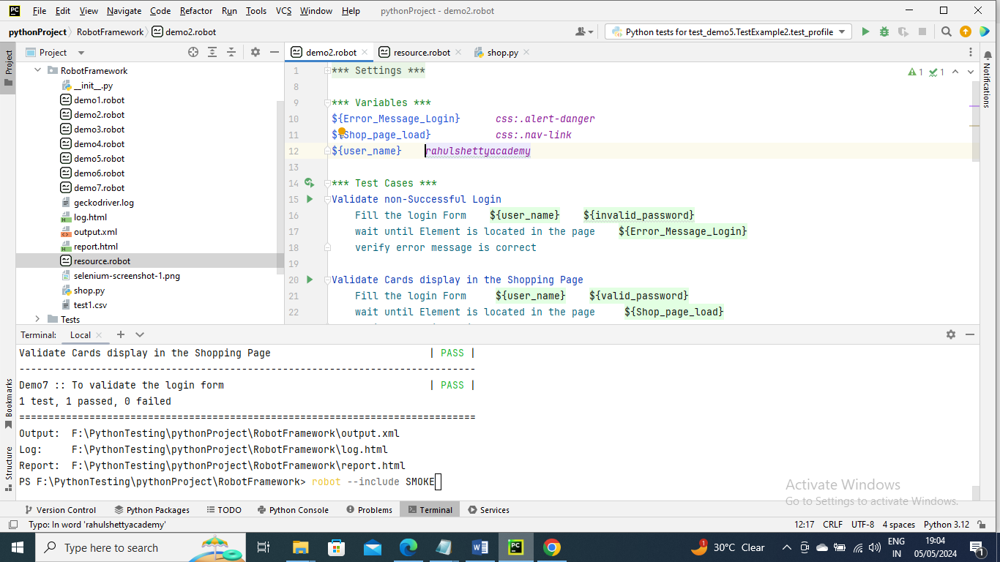 File Edit View Navigate Code Refactor Run Tools VCS Window Help pythonProject - demo2.robot
pythonProject RobotFramework demo2.robot Python tests for test_demo5.TestExample2.test_profile
Project demo2.robot resource.robot shop.py
Project
RobotFramework
__init__.py
demo1.robot
demo2.robot
demo3.robot
demo4.robot
demo5.robot
demo6.robot
demo7.robot
geckodriver.log
log.html
output.xml
report.html
resource.robot
selenium-screenshot-1.png
shop.py
test1.csv
Tests
1 *** Settings *** 1 1
8
9 *** Variables ***
10 ${Error_Message_Login} css:.alert-danger
11 ${Shop_page_load} css:.nav-link
12 ${user_name} rahulshettyacademy
13
14 *** Test Cases ***
15 Validate non-Successful Login
16 Fill the login Form ${user_name} ${invalid_password}
17 wait until Element is located in the page ${Error_Message_Login}
18 verify error message is correct
19
20 Validate Cards display in the Shopping Page
21 Fill the login Form ${user_name} ${valid_password}
22 wait until Element is located in the page ${Shop_page_load}
Notifications
Terminal: Local
Validate Cards display in the Shopping Page | PASS |
------------------------------------------------------------------------------
Demo7 :: To validate the login form | PASS |
1 test, 1 passed, 0 failed
==============================================================================
Output: F:\PythonTesting\pythonProject\RobotFramework\output.xml
Log: F:\PythonTesting\pythonProject\RobotFramework\log.html
Report: F:\PythonTesting\pythonProject\RobotFramework\report.html
PS F:\PythonTesting\pythonProject\RobotFramework> robot --include SMOKE
Bookmarks
Structure
Activate Windows
Go to Settings to activate Windows.
Version Control Python Packages TODO Python Console Problems Terminal Services
Typo: In word 'rahulshettyacademy' 12:17 CRLF UTF-8 4 spaces Python 3.12
Type here to search 30°C Clear ENG IN 19:04 05/05/2024 1